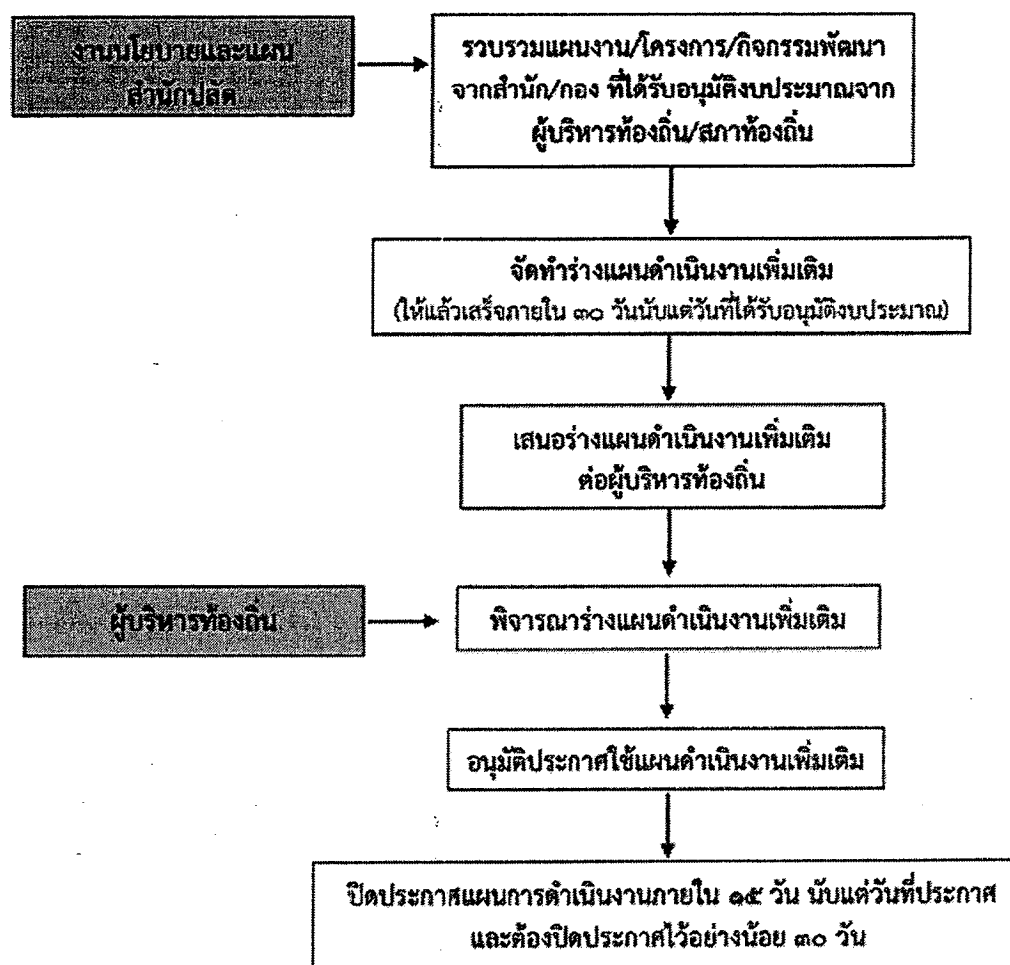 งานนโยบายและแผน
สำนักปลัด
รวบรวมแผนงาน/โครงการ/กิจกรรมพัฒนา
จากสำนัก/กอง ที่ได้รับอนุมัติงบประมาณจาก
ผู้บริหารท้องถิ่น/สภาท้องถิ่น
จัดทำร่างแผนดำเนินงานเพิ่มเติม
(ให้แล้วเสร็จภายใน ๓๐ วันนับแต่วันที่ได้รับอนุมัติงบประมาณ)
เสนอร่างแผนดำเนินงานเพิ่มเติม
ต่อผู้บริหารท้องถิ่น
ผู้บริหารท้องถิ่น
พิจารณาร่างแผนดำเนินงานเพิ่มเติม
อนุมัติประกาศใช้แผนดำเนินงานเพิ่มเติม
ปิดประกาศแผนการดำเนินงานภายใน ๑๕ วัน นับแต่วันที่ประกาศ
และต้องปิดประกาศไว้อย่างน้อย ๓๐ วัน